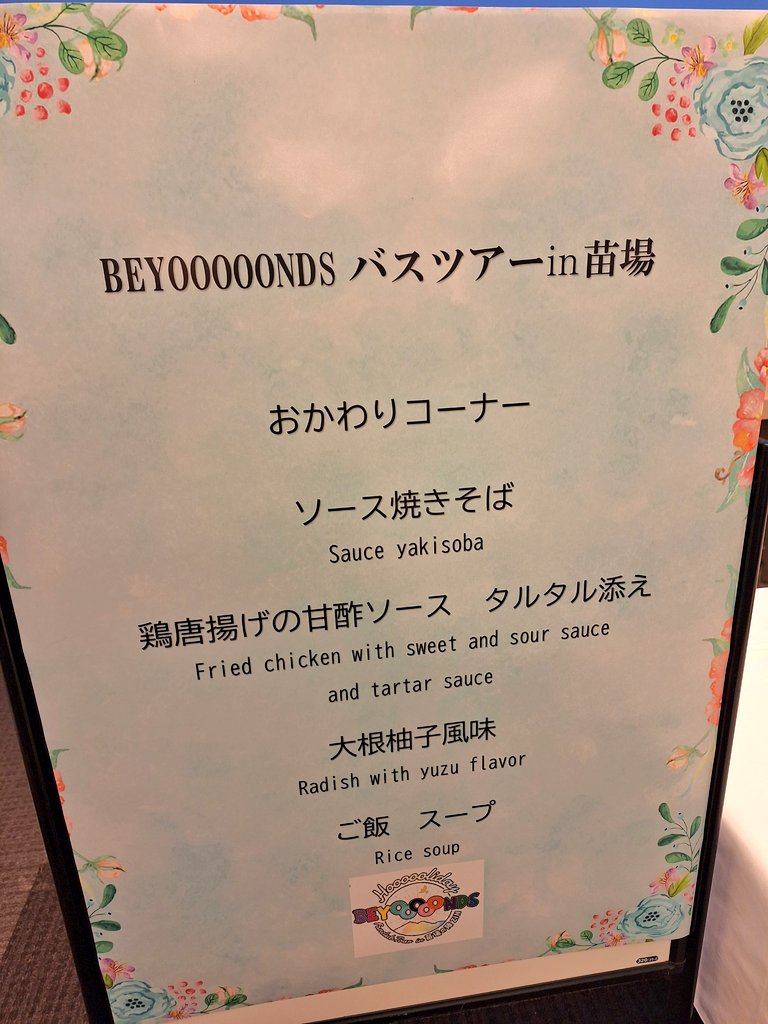 BEYOOOOONDS バスツアーin苗場
おかわりコーナー
ソース焼きそば
Sauce yakisoba
鶏唐揚げの甘酢ソース　タルタル添え
Fried chicken with sweet and sour sauce
and tartar sauce
大根柚子風味
Radish with yuzu flavor
ご飯　スープ
Rice soup
Hooooooliday
BEYOOOOONDS